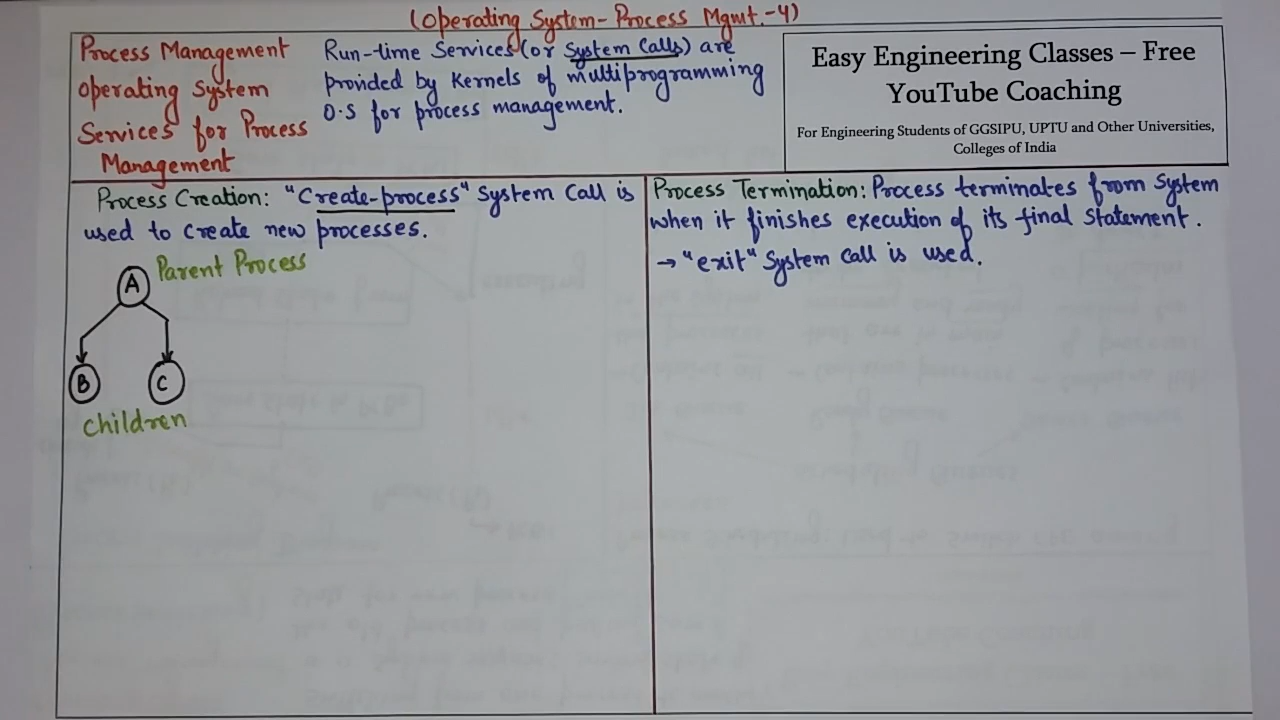 (Operating System- Process Mgmt.-4)
Process Management
Operating System
Services for Process
Management
Run-time Services (or System Calls) are
provided by Kernels of multiprogramming
O.S for process management.
Easy Engineering Classes – Free
YouTube Coaching
For Engineering Students of GGSIPU, UPTU and Other Universities,
Colleges of India
Process Creation: "Create-process" System Call is
used to create new processes.
Parent Process
A
B C
Children
Process Termination: Process terminates from System
when it finishes execution of its final statement.
→ "exit" System call is used.